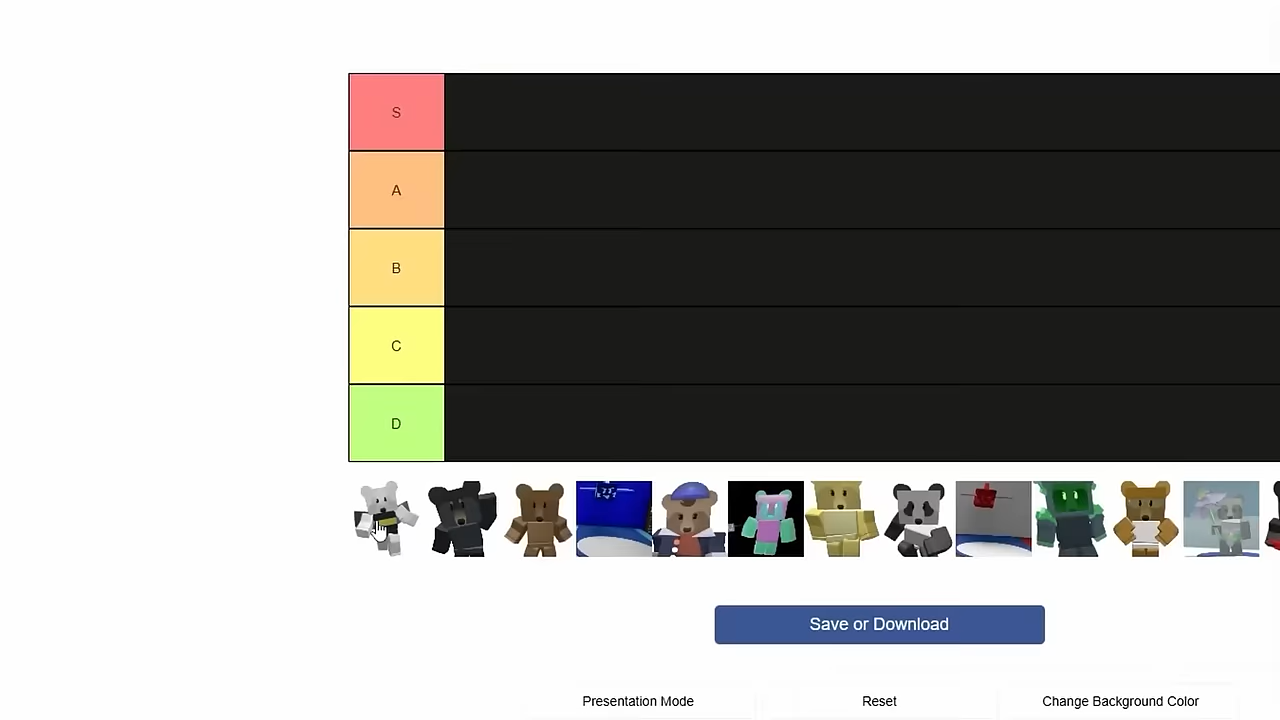 S
A
B
C
D
Save or Download
Presentation Mode
Reset
Change Background Color